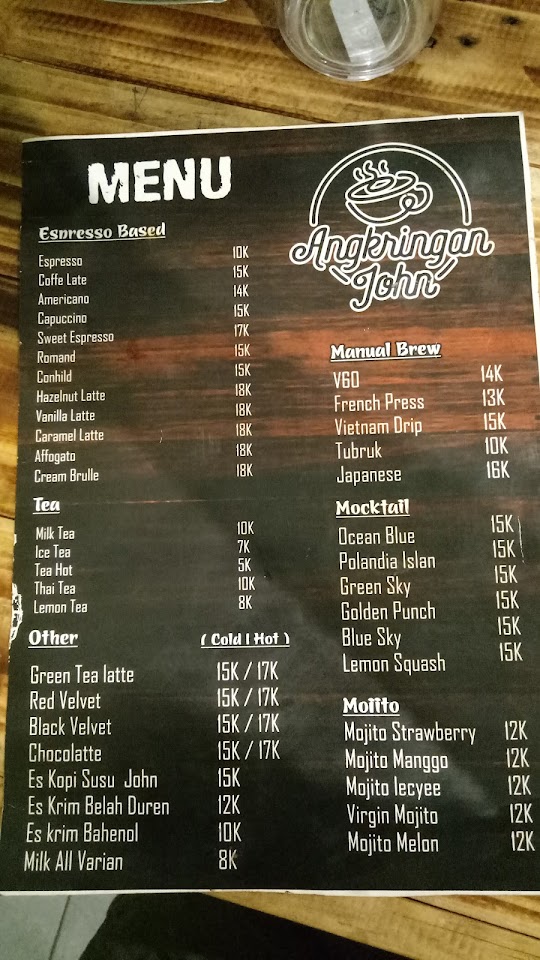 MENU
Angkringan
John
Espresso Based
Espresso 10K
Coffe Late 15K
Americano 14K
Capuccino 15K
Sweet Espresso 17K
Romand 15K
Conhild 15K
Hazelnut Latte 18K
Vanilla Latte 18K
Caramel Latte 18K
Affogato 18K
Cream Brulle 18K
Tea
Milk Tea 10K
Ice Tea 7K
Tea Hot 5K
Thai Tea 10K
Lemon Tea 8K
Other ( Cold | Hot )
Green Tea latte 15K / 17K
Red Velvet 15K / 17K
Black Velvet 15K / 17K
Chocolatte 15K / 17K
Es Kopi Susu John 15K
Es Krim Belah Duren 12K
Es krim Bahenol 10K
Milk All Varian 8K
Manual Brew
V60 14K
French Press 13K
Vietnam Drip 15K
Tubruk 10K
Japanese 16K
Mocktail
Ocean Blue 15K
Polandia Islan 15K
Green Sky 15K
Golden Punch 15K
Blue Sky 15K
Lemon Squash 15K
Mojito
Mojito Strawberry 12K
Mojito Manggo 12K
Mojito lecyee 12K
Virgin Mojito 12K
Mojito Melon 12K